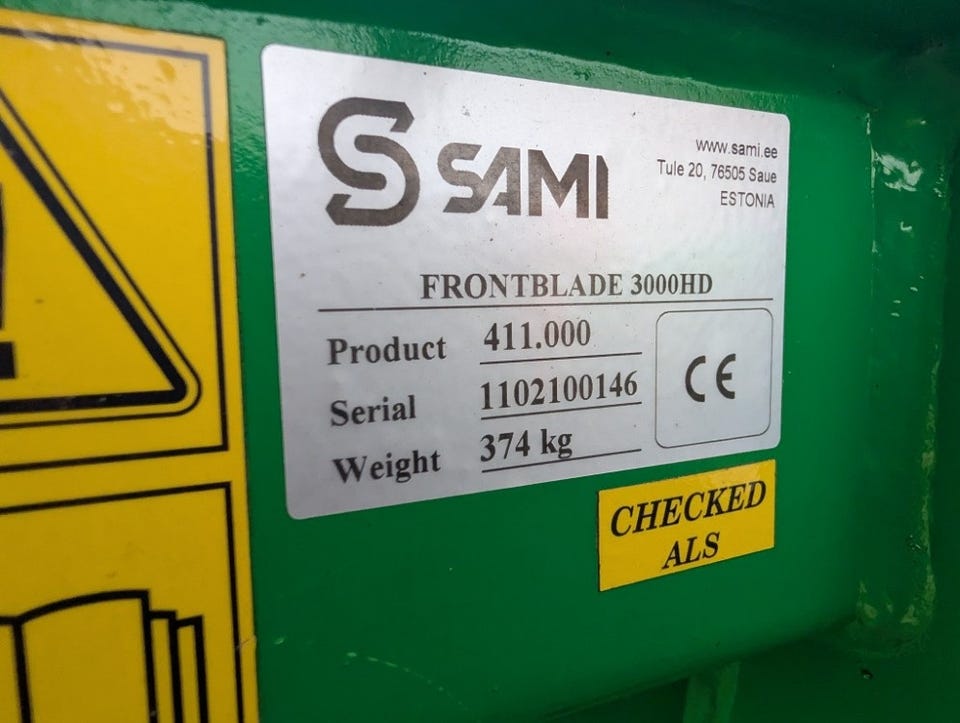 SAMI
www.sami.ee
Tule 20, 76505 Saue
ESTONIA
FRONTBLADE 3000HD
Product 411.000
Serial 1102100146
Weight 374 kg
CE
CHECKED
ALS